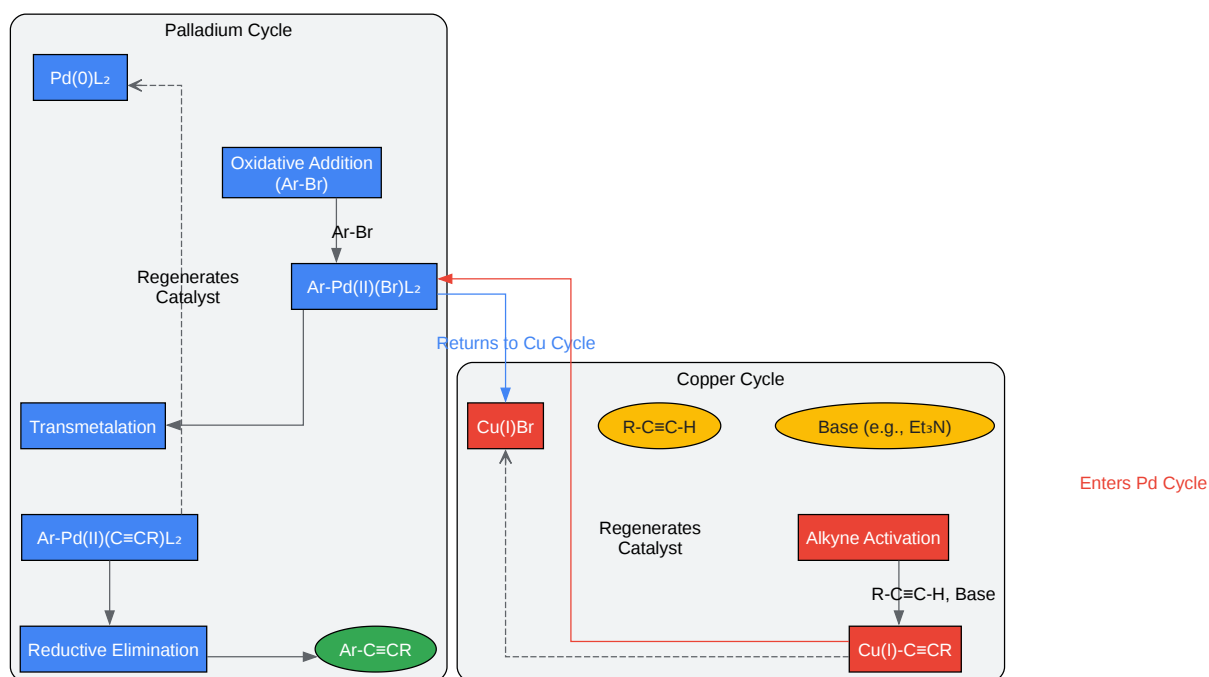 Palladium Cycle
Pd(0)L₂
Oxidative Addition
(Ar-Br)
Ar-Br
Regenerates
Catalyst
Ar-Pd(II)(Br)L₂
Returns to Cu Cycle
Transmetalation
Ar-Pd(II)(C≡CR)L₂
Reductive Elimination
Ar-C≡CR
Copper Cycle
Cu(I)Br
R-C≡C-H
Base (e.g., Et₃N)
Enters Pd Cycle
Regenerates
Catalyst
Alkyne Activation
R-C≡C-H, Base
Cu(I)-C≡CR